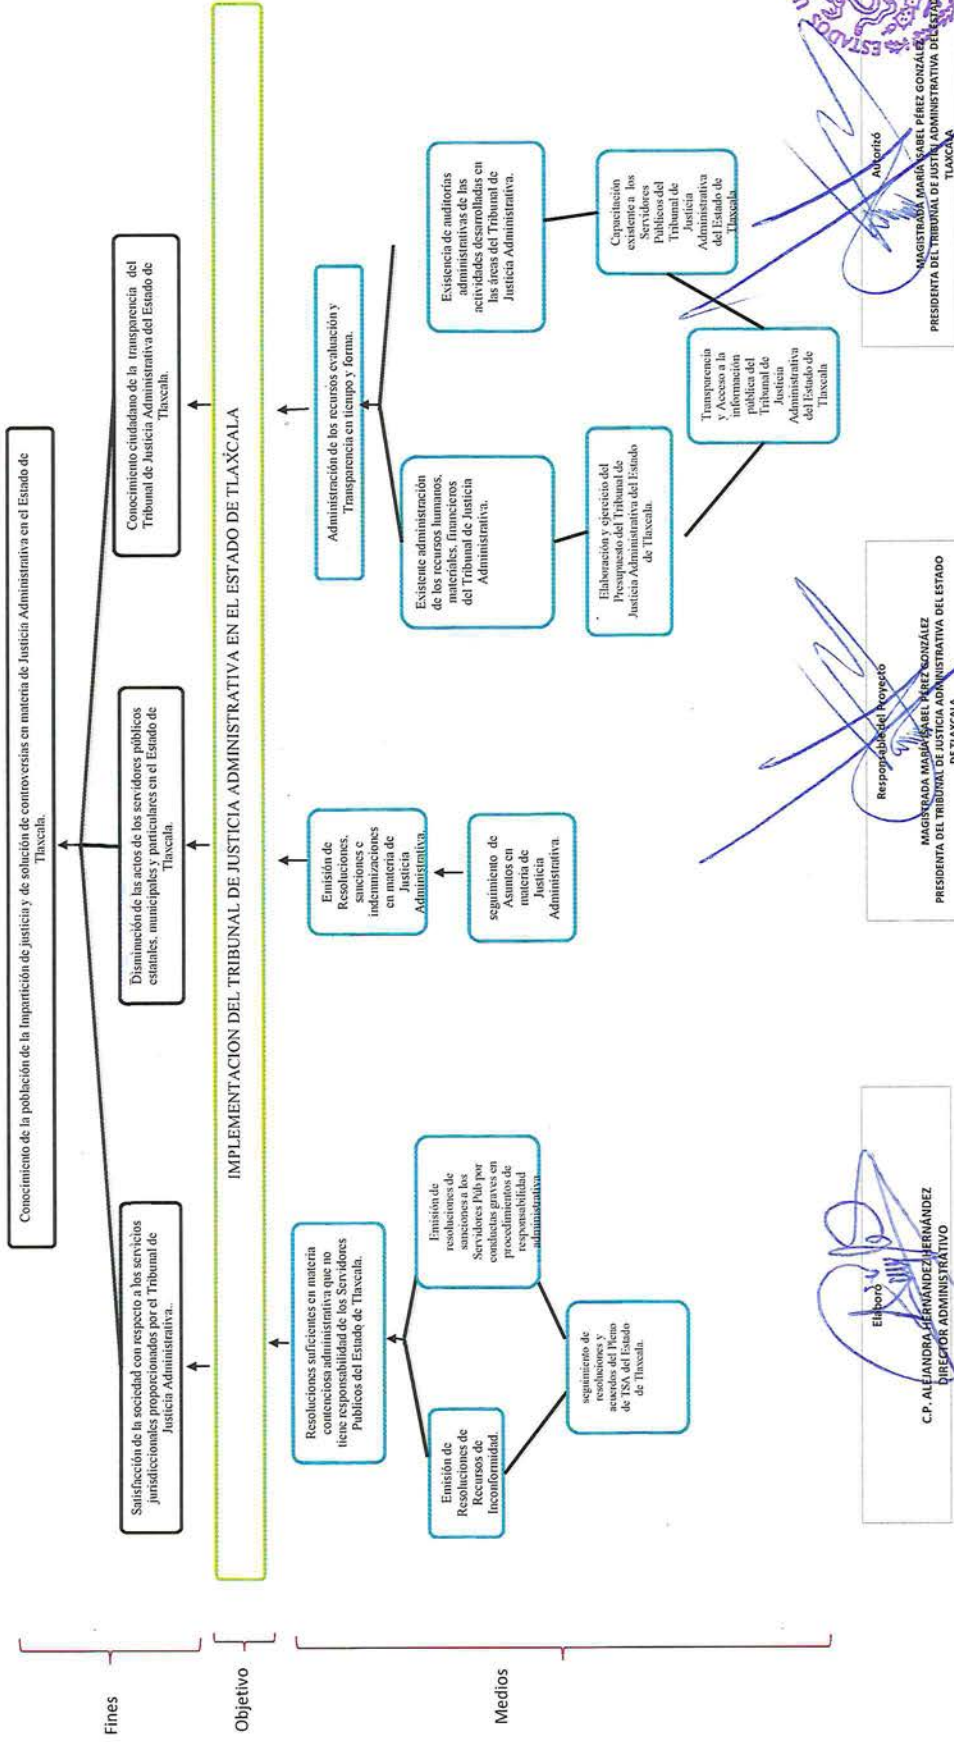 Fines
Conocimiento de la población de la Impartición de justicia y de solución de controversias en materia de Justicia Administrativa en el Estado de
Tlaxcala.
Satisfacción de la sociedad con respecto a los servicios
jurisdiccionales proporcionados por el Tribunal de
Justicia Administrativa..
Disminución de las actos de los servidores públicos
estatales, municipales y particulares en el Estado de
Tlaxcala.
Conocimiento ciudadano de la transparencia del
Tribunal de Justicia Administrativa del Estado de
Tlaxcala.
Objetivo
IMPLEMENTACION DEL TRIBUNAL DE JUSTICIA ADMINISTRATIVA EN EL ESTADO DE TLAXCALA
Medios
Resoluciones suficientes en materia
contenciosa administrativa que no
tiene responsabilidad de los Servidores
Publicos del Estado de Tlaxcala.
Emisión de
Resoluciones,
sanciones e
indemnizaciones
en materia de
Justicia
Administrativa.
Administración de los recursos evaluación y
Transparencia en tiempo y forma.
Emisión de
Resoluciones de
Recursos de
Inconformidad.
Emisión de
resoluciones de
sanciones a los
Servidores Púb por
conductas graves en
procedimientos de
responsabilidad
administrativa
seguimiento de
Asuntos en
materia de
Justicia
Administrativa.
Existente administración
de los recursos humanos,
materiales, financieros
del Tribunal de Justicia
Administrativa.
Existencia de auditorías
administrativas de las
actividades desarrolladas en
las áreas del Tribunal de
Justicia Administrativa.
seguimiento de
resoluciones y
acuerdos del Pleno
de TSA del Estado
de Tlaxcala.
Elaboración y ejercicio del
Presupuesto del Tribunal de
Justicia Administrativa del Estado
de Tlaxcala.
Capacitación
existente a los
Servidores
Públicos del
Tribunal de
Justicia
Administrativa
del Estado de
Tlaxcala
Transparencia
y Acceso a la
información
pública del
Tribunal de
Justicia
Administrativa
del Estado de
Tlaxcala
Elaboró
C.P. ALEJANDRA HERNÁNDEZ HERNÁNDEZ
DIRECTOR ADMINISTRATIVO
Responsable del Proyecto
MAGISTRADA MARÍA ISABEL PÉREZ GONZÁLEZ
PRESIDENTA DEL TRIBUNAL DE JUSTICIA ADMINISTRATIVA DEL ESTADO
DE TLAXCALA
Autorizó
MAGISTRADA MARÍA ISABEL PÉREZ GONZÁLEZ
PRESIDENTA DEL TRIBUNAL DE JUSTICI ADMINISTRATIVA DEL ESTADO
TLAXCALA
ESTADOS U